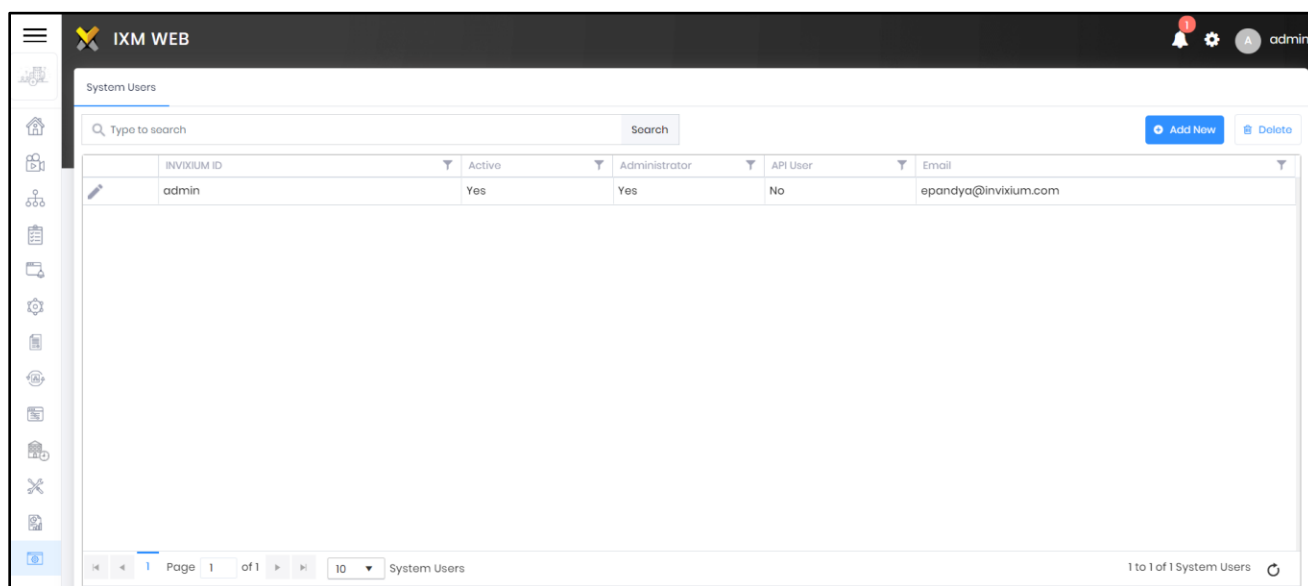 IXM WEB
1
A
admin
System Users
Type to search
Search
Add New
Delete
INVIXIUM ID
Active
Administrator
API User
Email
admin
Yes
Yes
No
epandya@invixium.com
1 Page 1 of 1
10
System Users
1 to 1 of 1 System Users